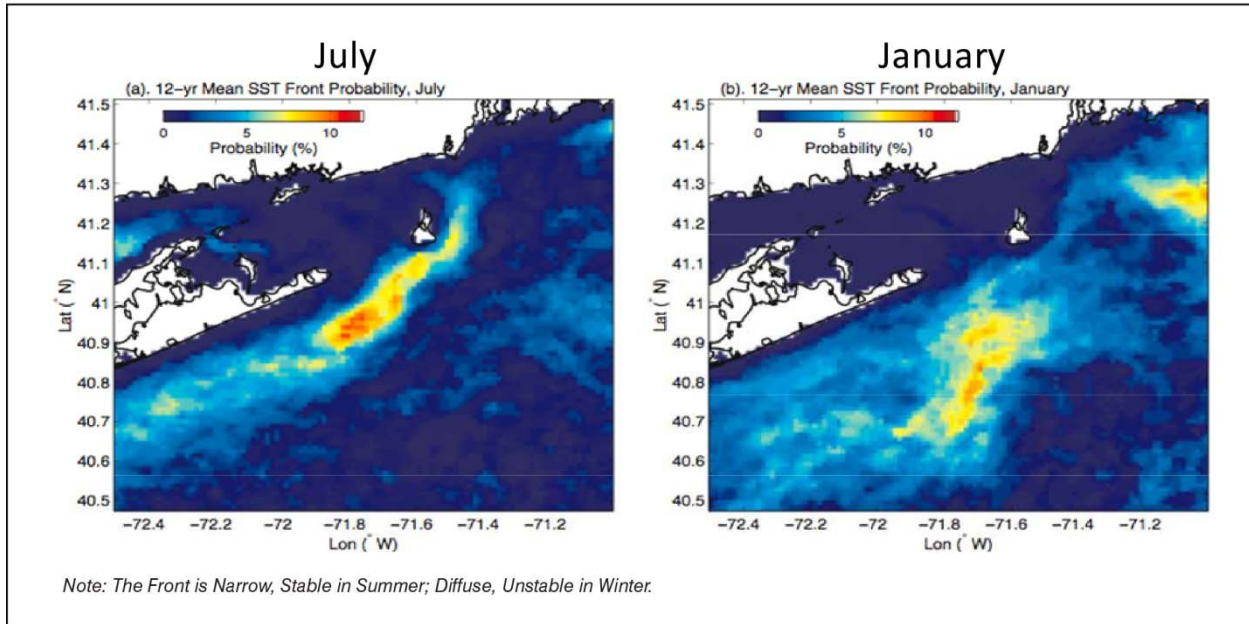 July
January
(a). 12-yr Mean SST Front Probability, July
(b). 12-yr Mean SST Front Probability, January
41.5
41.4
41.3
41.2
41.1
41
40.9
40.8
40.7
40.6
40.5
Lat (° N)
0 5 10
Probability (%)
-72.4 -72.2 -72 -71.8 -71.6 -71.4 -71.2
Lon (° W)
41.5
41.4
41.3
41.2
41.1
41
40.9
40.8
40.7
40.6
40.5
Lat (° N)
0 5 10
Probability (%)
-72.4 -72.2 -72 -71.8 -71.6 -71.4 -71.2
Lon (° W)
Note: The Front is Narrow, Stable in Summer; Diffuse, Unstable in Winter.